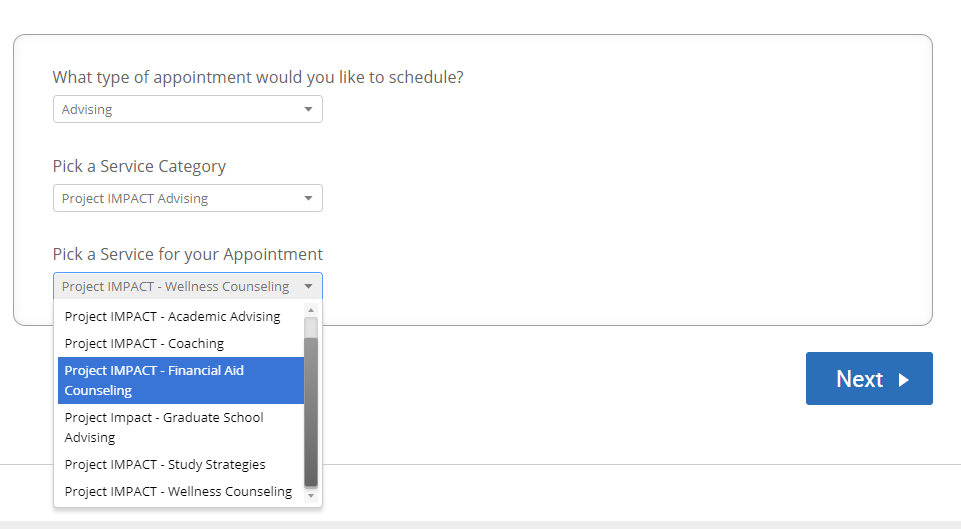 What type of appointment would you like to schedule?
Advising
Pick a Service Category
Project IMPACT Advising
Pick a Service for your Appointment
Project IMPACT - Wellness Counseling
Project IMPACT - Academic Advising
Project IMPACT - Coaching
Project IMPACT - Financial Aid
Counseling
Project Impact - Graduate School
Advising
Project IMPACT - Study Strategies
Project IMPACT - Wellness Counseling
Next